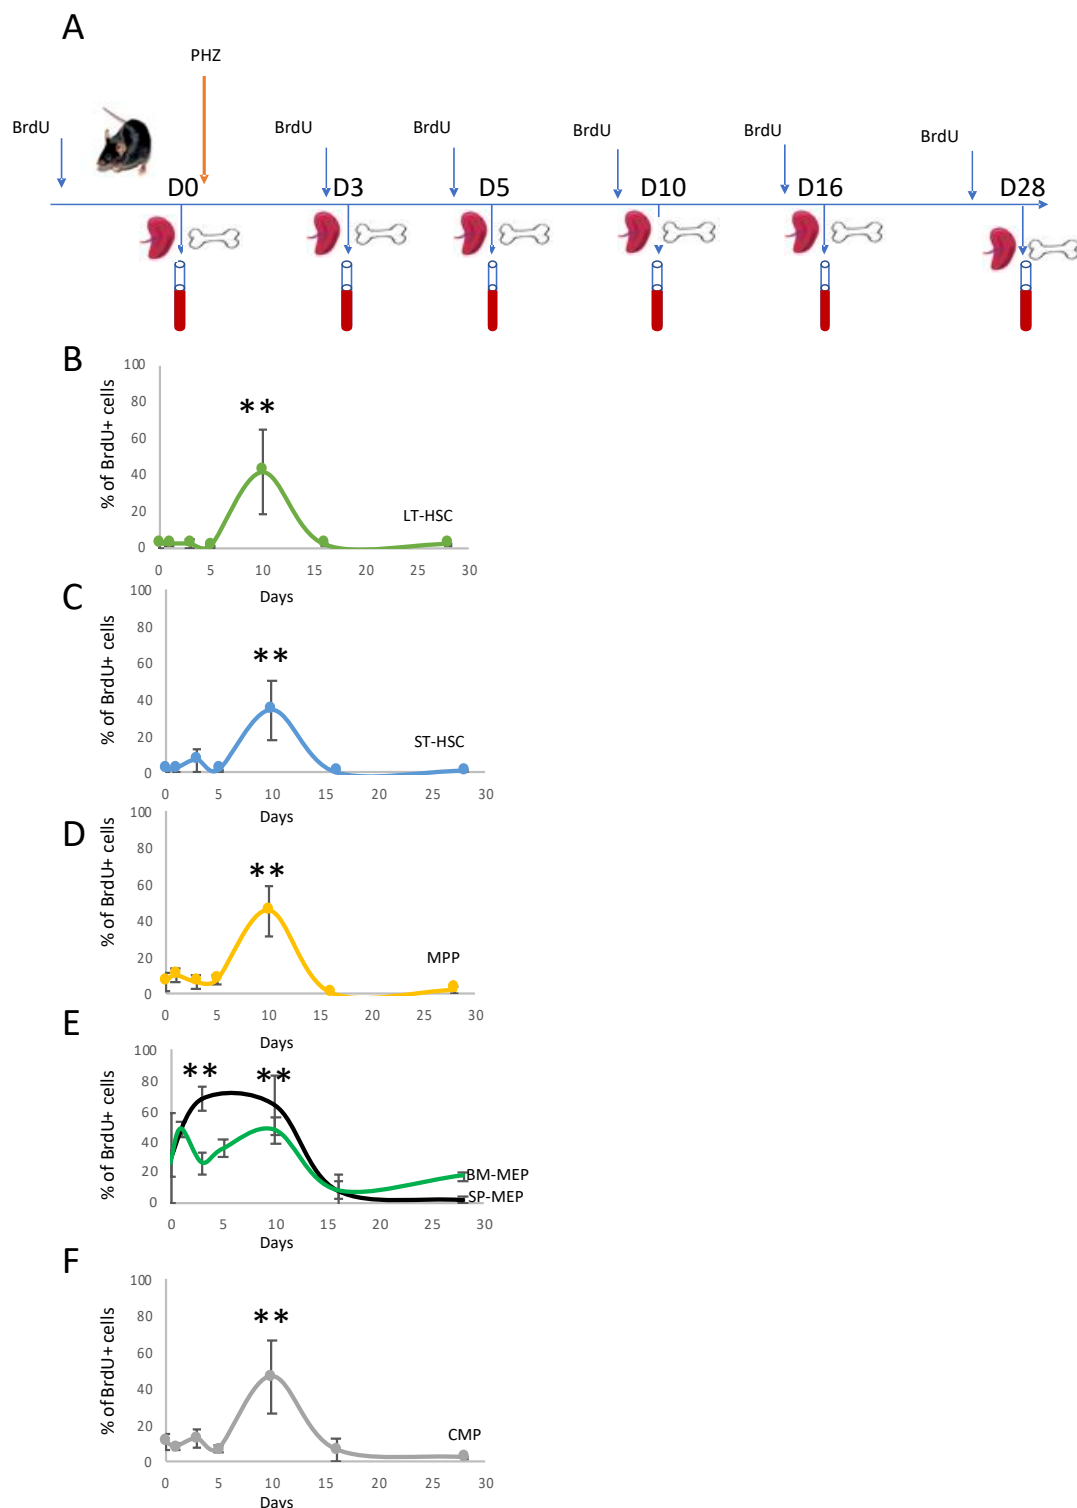 A
PHZ
BrdU
BrdU
BrdU
BrdU
BrdU
BrdU
D0
D3
D5
D10
D16
D28
B
% of BrdU+ cells
100
80
60
40
20
0
**
LT-HSC
0 5 10 15 20 25 30
Days
C
% of BrdU+ cells
100
80
60
40
20
0
**
ST-HSC
0 5 10 15 20 25 30
Days
D
% of BrdU+ cells
100
80
60
40
20
0
**
MPP
0 5 10 15 20 25 30
Days
E
% of BrdU+ cells
100
80
60
40
20
0
** **
BM-MEP
SP-MEP
0 5 10 15 20 25 30
Days
F
% of BrdU+ cells
100
80
60
40
20
0
**
CMP
0 5 10 15 20 25 30
Days